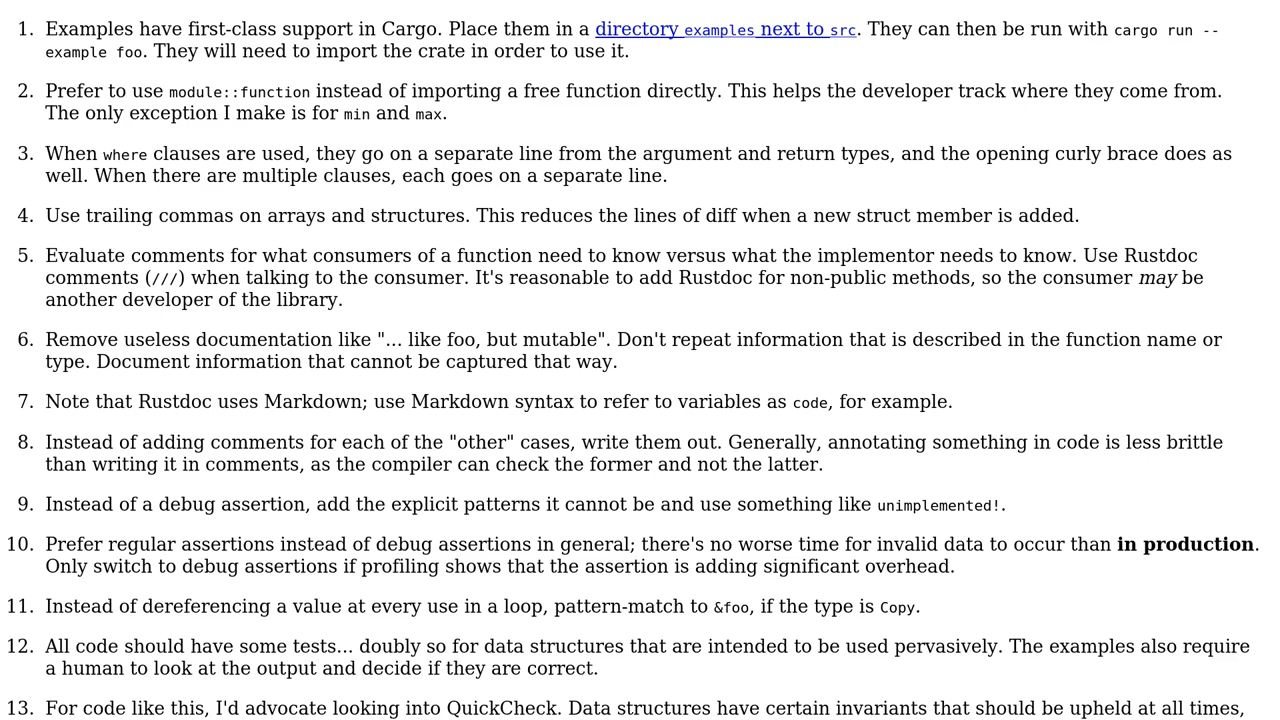 1. Examples have first-class support in Cargo. Place them in a directory examples next to src. They can then be run with cargo run --
example foo. They will need to import the crate in order to use it.
2. Prefer to use module::function instead of importing a free function directly. This helps the developer track where they come from.
The only exception I make is for min and max.
3. When where clauses are used, they go on a separate line from the argument and return types, and the opening curly brace does as
well. When there are multiple clauses, each goes on a separate line.
4. Use trailing commas on arrays and structures. This reduces the lines of diff when a new struct member is added.
5. Evaluate comments for what consumers of a function need to know versus what the implementor needs to know. Use Rustdoc
comments (///) when talking to the consumer. It's reasonable to add Rustdoc for non-public methods, so the consumer may be
another developer of the library.
6. Remove useless documentation like "... like foo, but mutable". Don't repeat information that is described in the function name or
type. Document information that cannot be captured that way.
7. Note that Rustdoc uses Markdown; use Markdown syntax to refer to variables as code, for example.
8. Instead of adding comments for each of the "other" cases, write them out. Generally, annotating something in code is less brittle
than writing it in comments, as the compiler can check the former and not the latter.
9. Instead of a debug assertion, add the explicit patterns it cannot be and use something like unimplemented!.
10. Prefer regular assertions instead of debug assertions in general; there's no worse time for invalid data to occur than in production.
Only switch to debug assertions if profiling shows that the assertion is adding significant overhead.
11. Instead of dereferencing a value at every use in a loop, pattern-match to &foo, if the type is Copy.
12. All code should have some tests... doubly so for data structures that are intended to be used pervasively. The examples also require
a human to look at the output and decide if they are correct.
13. For code like this, I'd advocate looking into QuickCheck. Data structures have certain invariants that should be upheld at all times,